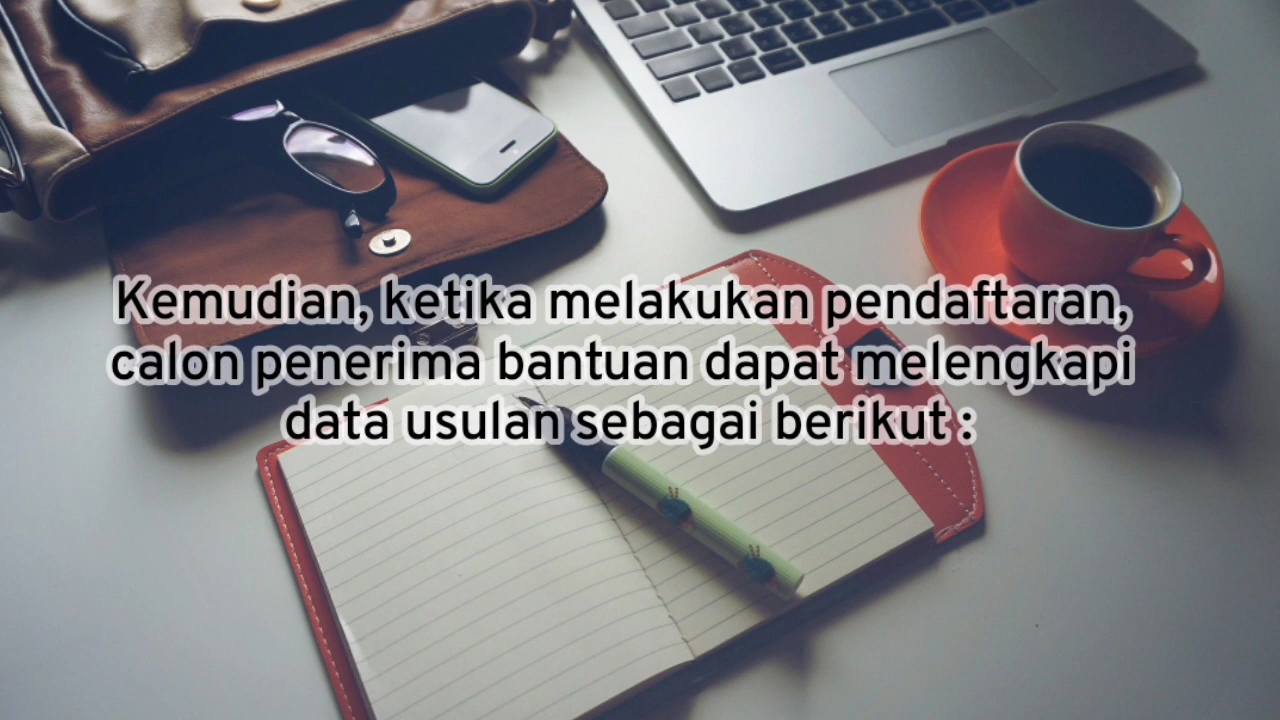 Kemudian, ketika melakukan pendaftaran,
calon penerima bantuan dapat melengkapi
data usulan sebagai berikut :